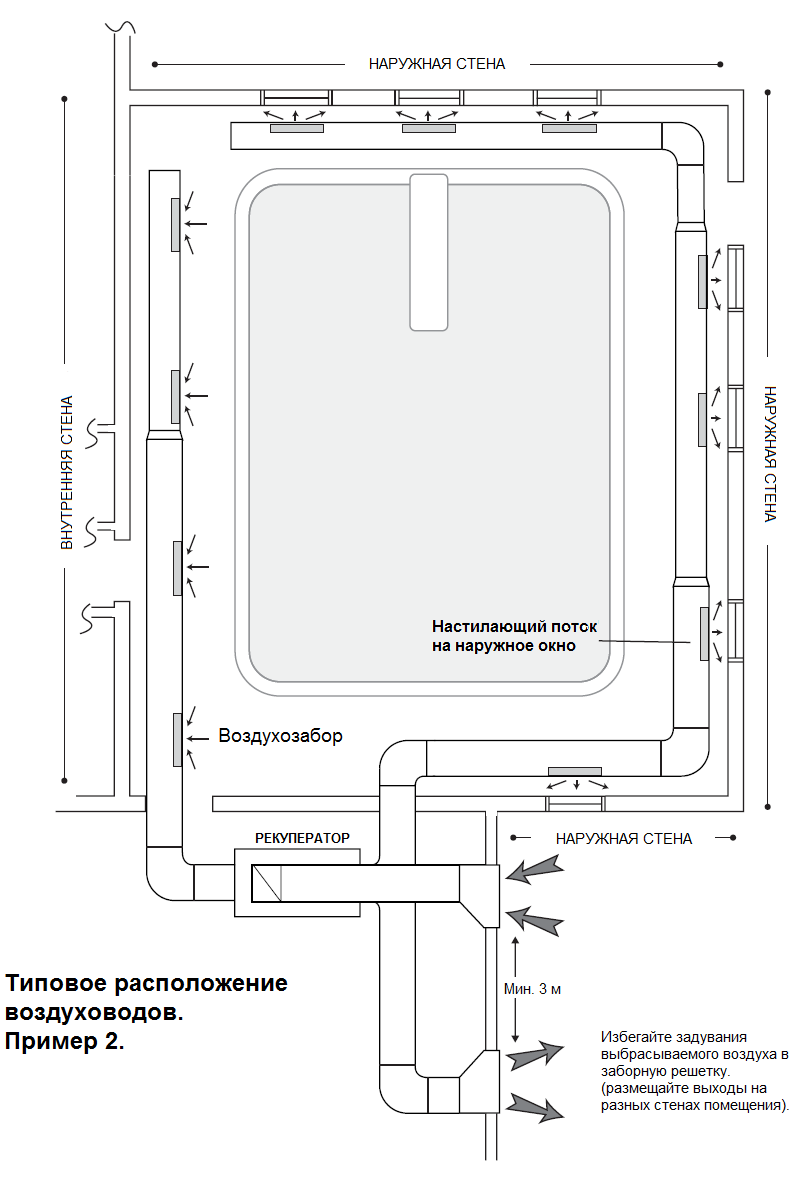 НАРУЖНАЯ СТЕНА
ВНУТРЕННЯЯ СТЕНА
НАРУЖНАЯ СТЕНА
Настилающий поток
на наружное окно
Воздухозабор
РЕКУПЕРАТОР
НАРУЖНАЯ СТЕНА
Типовое расположение
воздуховодов.
Пример 2.
Мин. 3 м
Избегайте задувания
выбрасываемого воздуха в
заборную решетку.
(размещайте выходы на
разных стенах помещения).